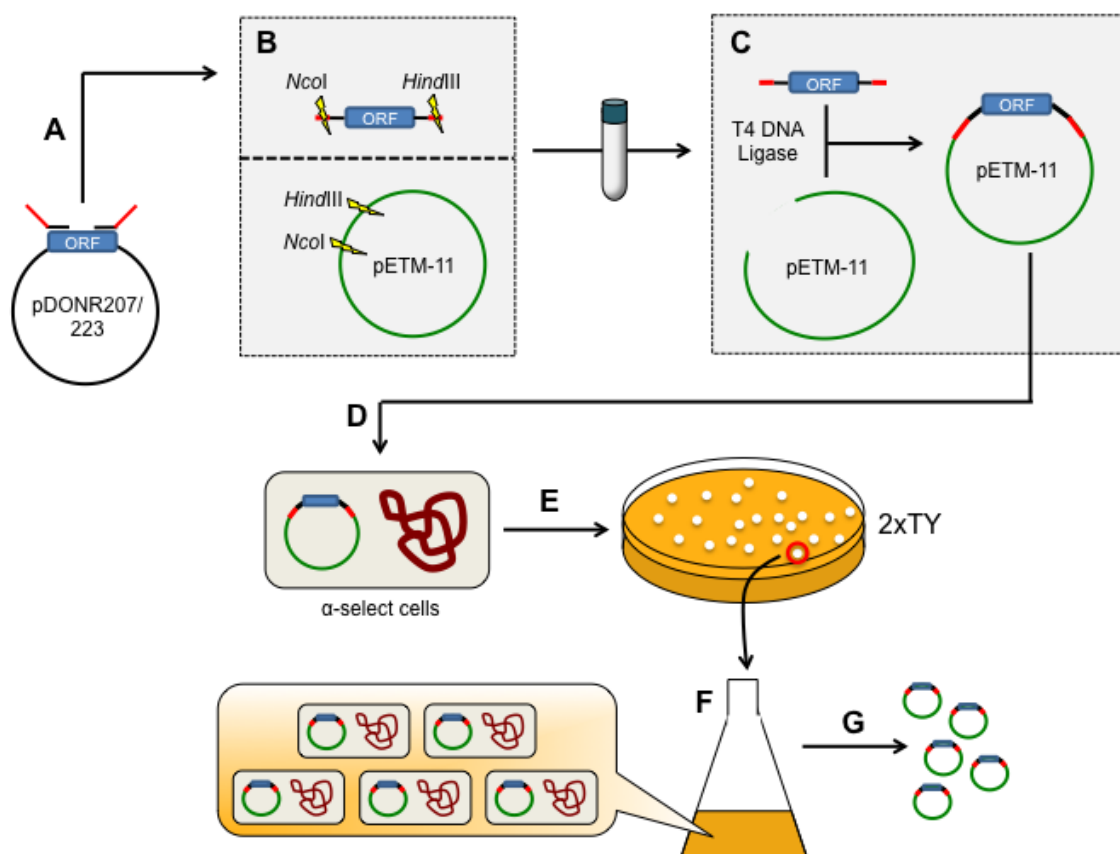 A
ORF
pDONR207/
223
B
NcoI
HindIII
ORF
HindIII
NcoI
pETM-11
C
ORF
T4 DNA
Ligase
pETM-11
ORF
pETM-11
D
α-select cells
E
2xTY
F
G